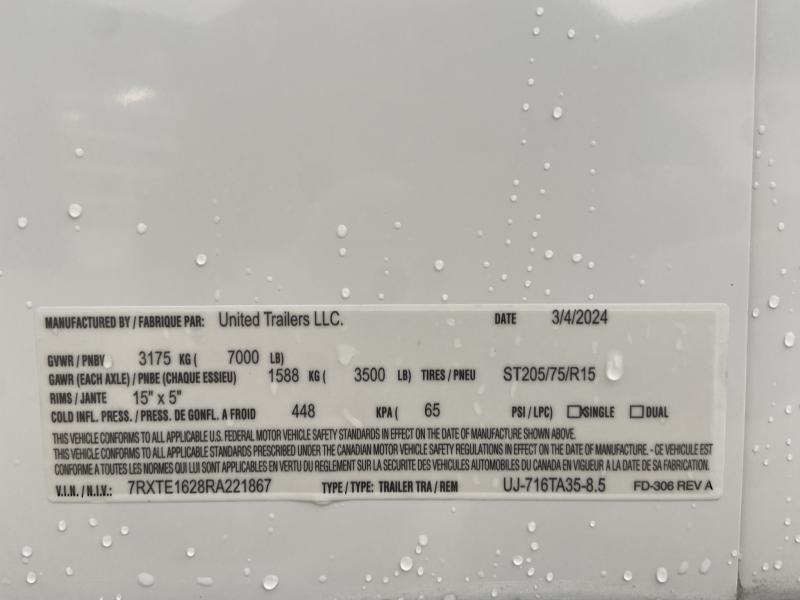 MANUFACTURED BY / FABRIQUE PAR: United Trailers LLC. DATE 3/4/2024
GVWR / PNBV 3175 KG ( 7000 LB)
GAWR (EACH AXLE) / PNBE (CHAQUE ESSIEU) 1588 KG ( 3500 LB) TIRES / PNEU ST205/75/R15
RIMS / JANTE 15" x 5"
COLD INFL. PRESS. / PRESS. DE GONFL. A FROID 448 KPA ( 65 PSI / LPC) SINGLE DUAL
THIS VEHICLE CONFORMS TO ALL APPLICABLE U.S. FEDERAL MOTOR VEHICLE SAFETY STANDARDS IN EFFECT ON THE DATE OF MANUFACTURE SHOWN ABOVE.
THIS VEHICLE CONFORMS TO ALL APPLICABLE STANDARDS PRESCRIBED UNDER THE CANADIAN MOTOR VEHICLE SAFETY REGULATIONS IN EFFECT ON THE DATE OF MANUFACTURE. - CE VEHICULE EST
CONFORME A TOUTES LES NORMES QUI LUI SONT APPLICABLES EN VERTU DU REGLEMENT SUR LA SECURITE DES VEHICULES AUTOMOBILES DU CANADA EN VIGUEUR A LA DATE DE SA FABRICATION.
V.I.N. / N.I.V.: 7RXTE1628RA221867 TYPE / TYPE: TRAILER TRA / REM UJ-716TA35-8.5 FD-306 REV A